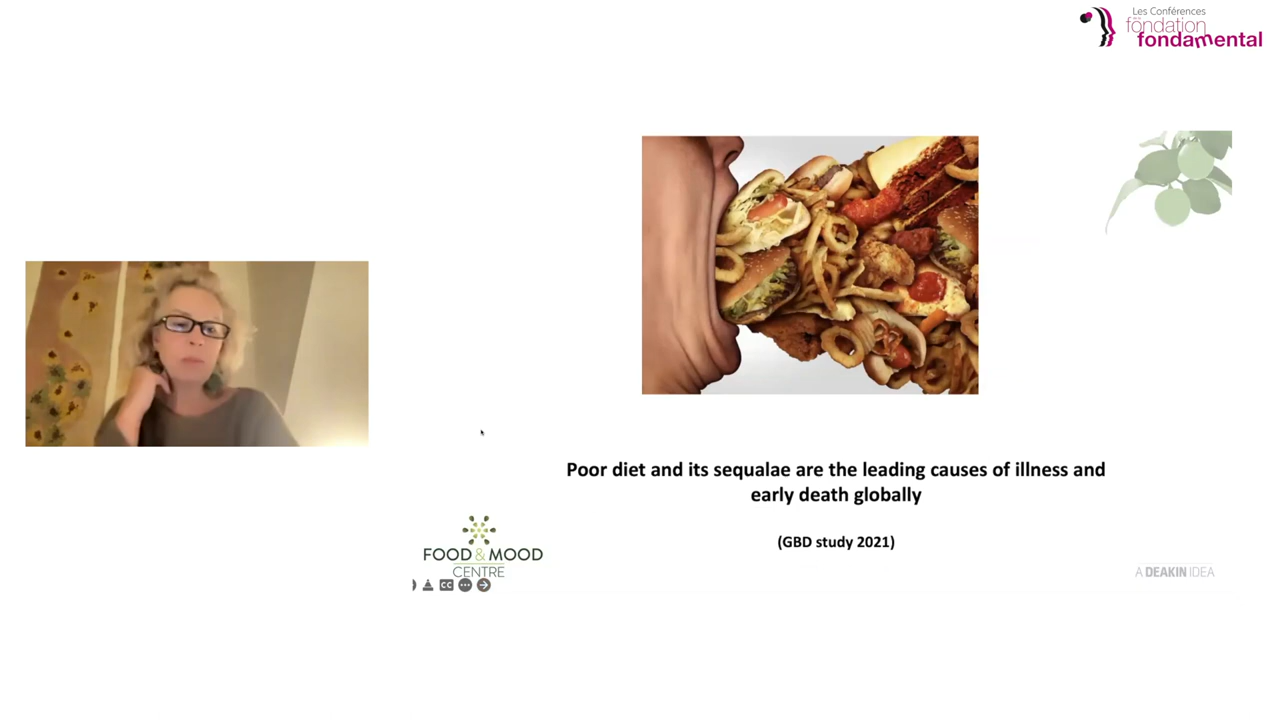 Les Conférences
fondation
fondamental
Poor diet and its sequalae are the leading causes of illness and
early death globally
(GBD study 2021)
FOOD & MOOD
CENTRE
CC
A DEAKIN IDEA